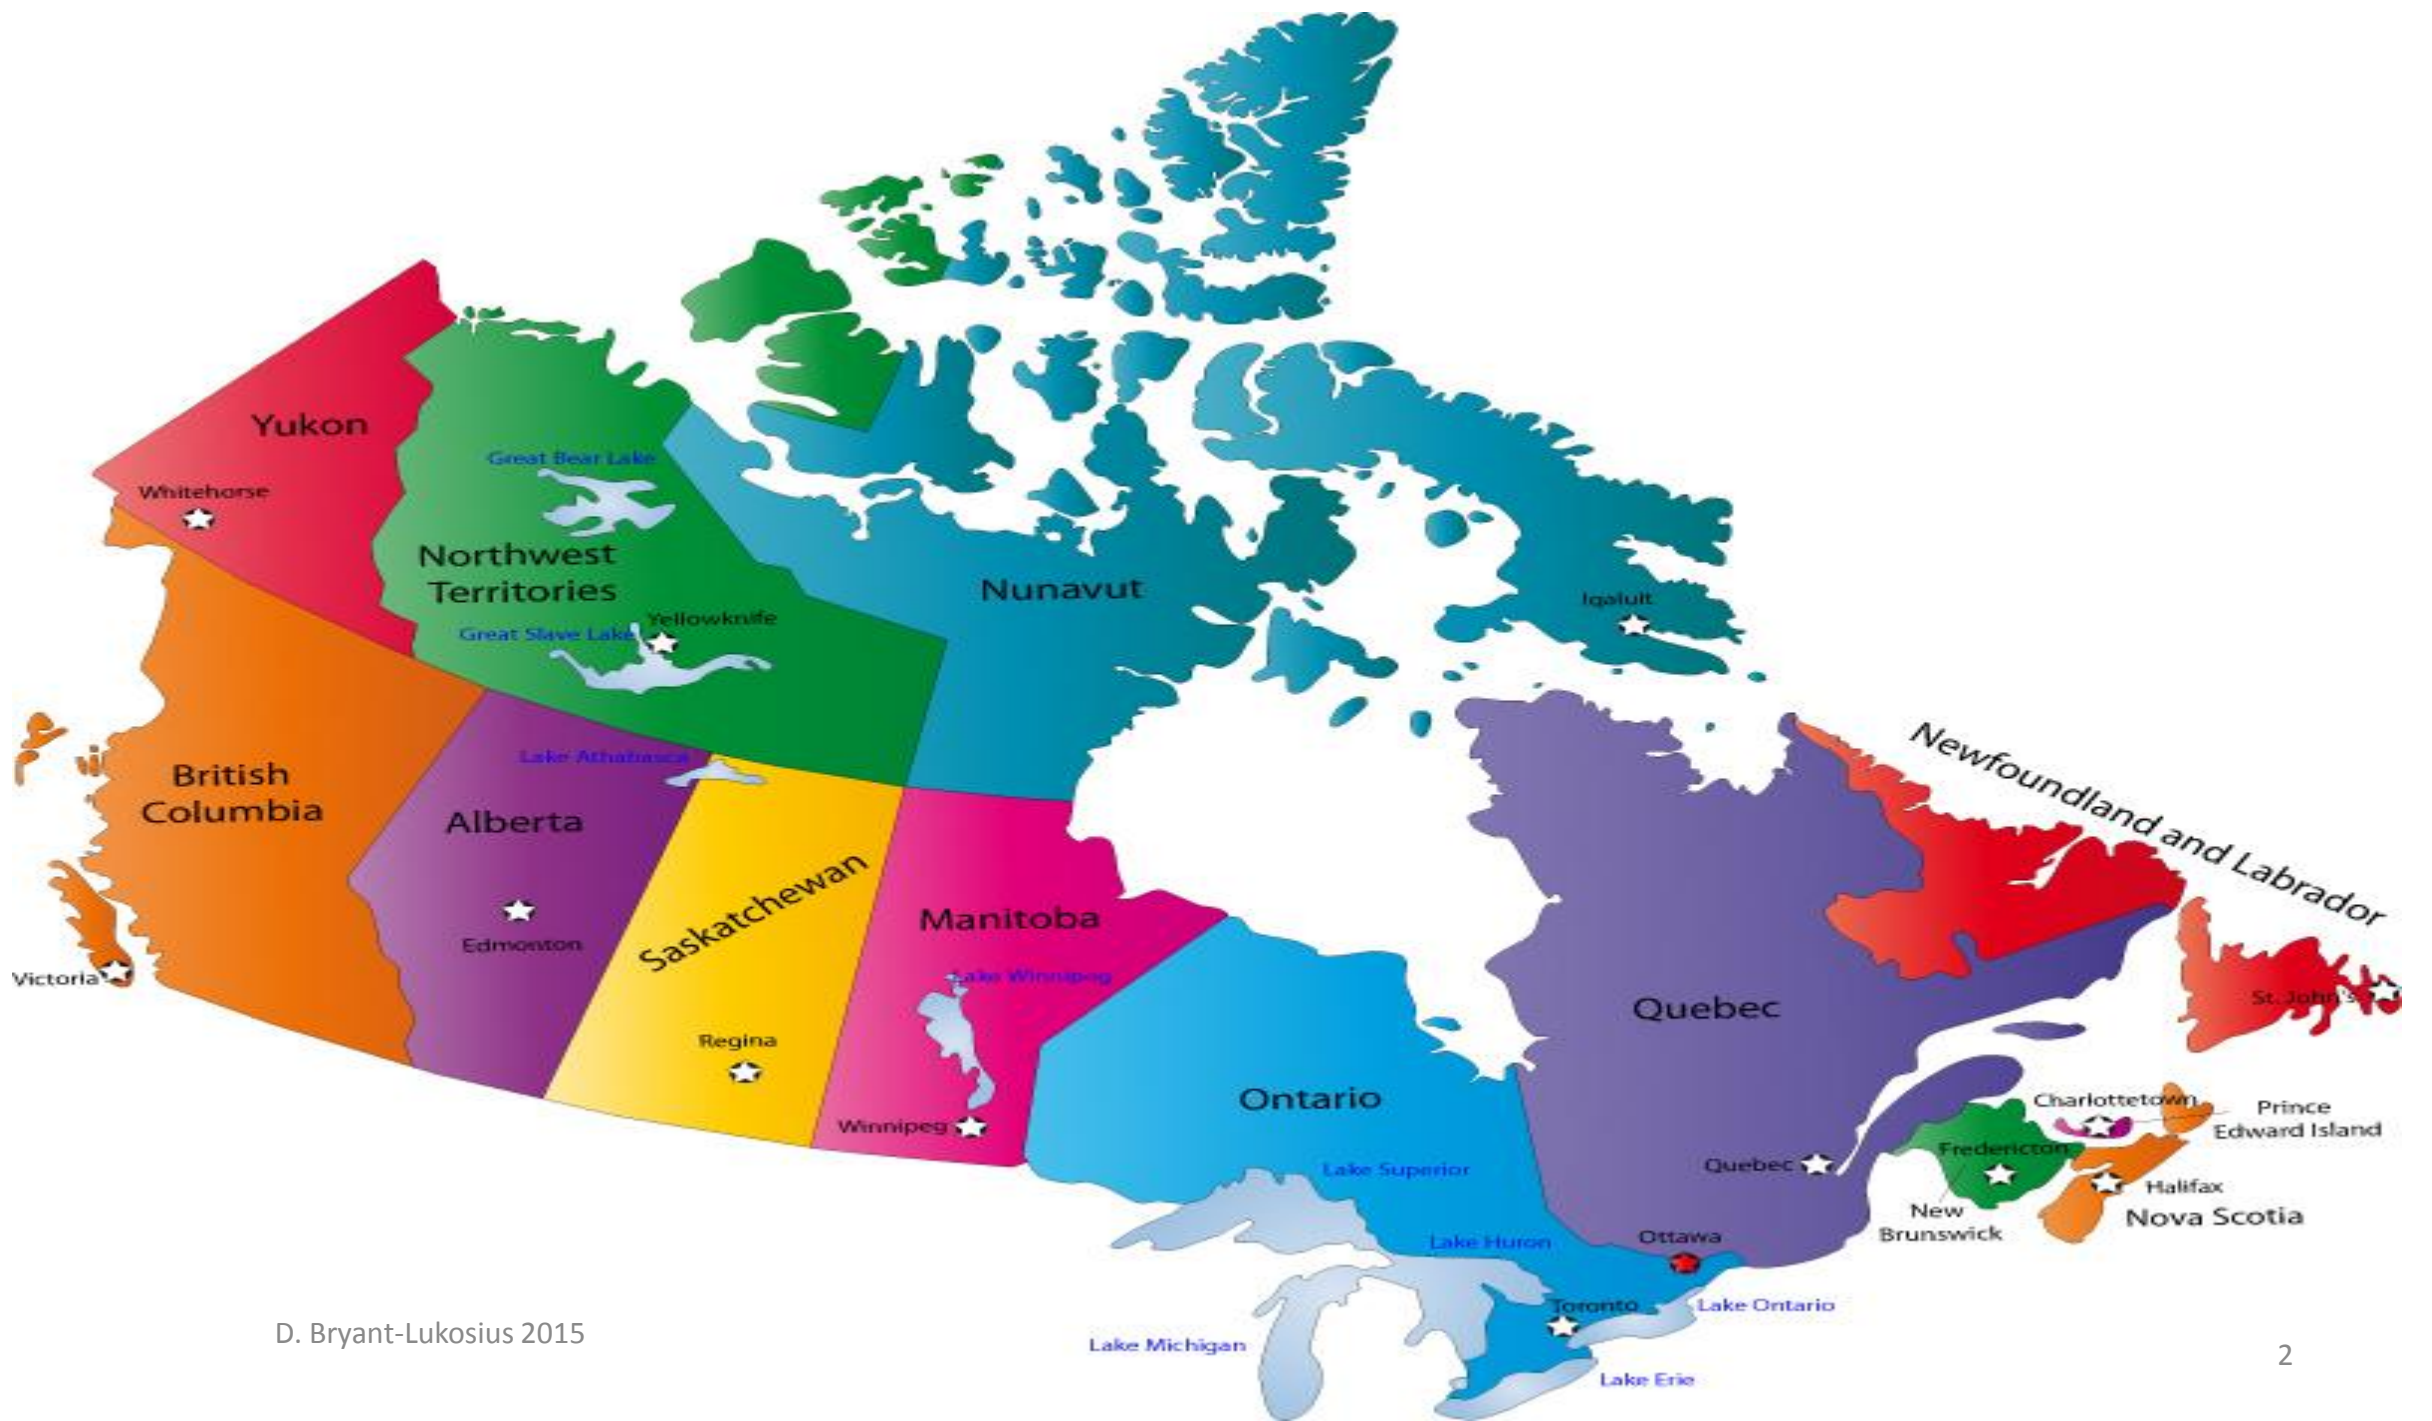 Yukon
Whitehorse
Great Bear Lake
Northwest
Territories
Great Slave Lake
Yellowknife
Nunavut
Iqaluit
British
Columbia
Victoria
Lake Athabasca
Alberta
Edmonton
Saskatchewan
Regina
Manitoba
Lake Winnipeg
Winnipeg
Ontario
Lake Superior
Lake Huron
Ottawa
Toronto
Lake Ontario
Lake Michigan
Lake Erie
Quebec
Quebec
Newfoundland and Labrador
St. John's
Charlottetown
Prince
Edward Island
Fredericton
New
Brunswick
Halifax
Nova Scotia
D. Bryant-Lukosius 2015
2